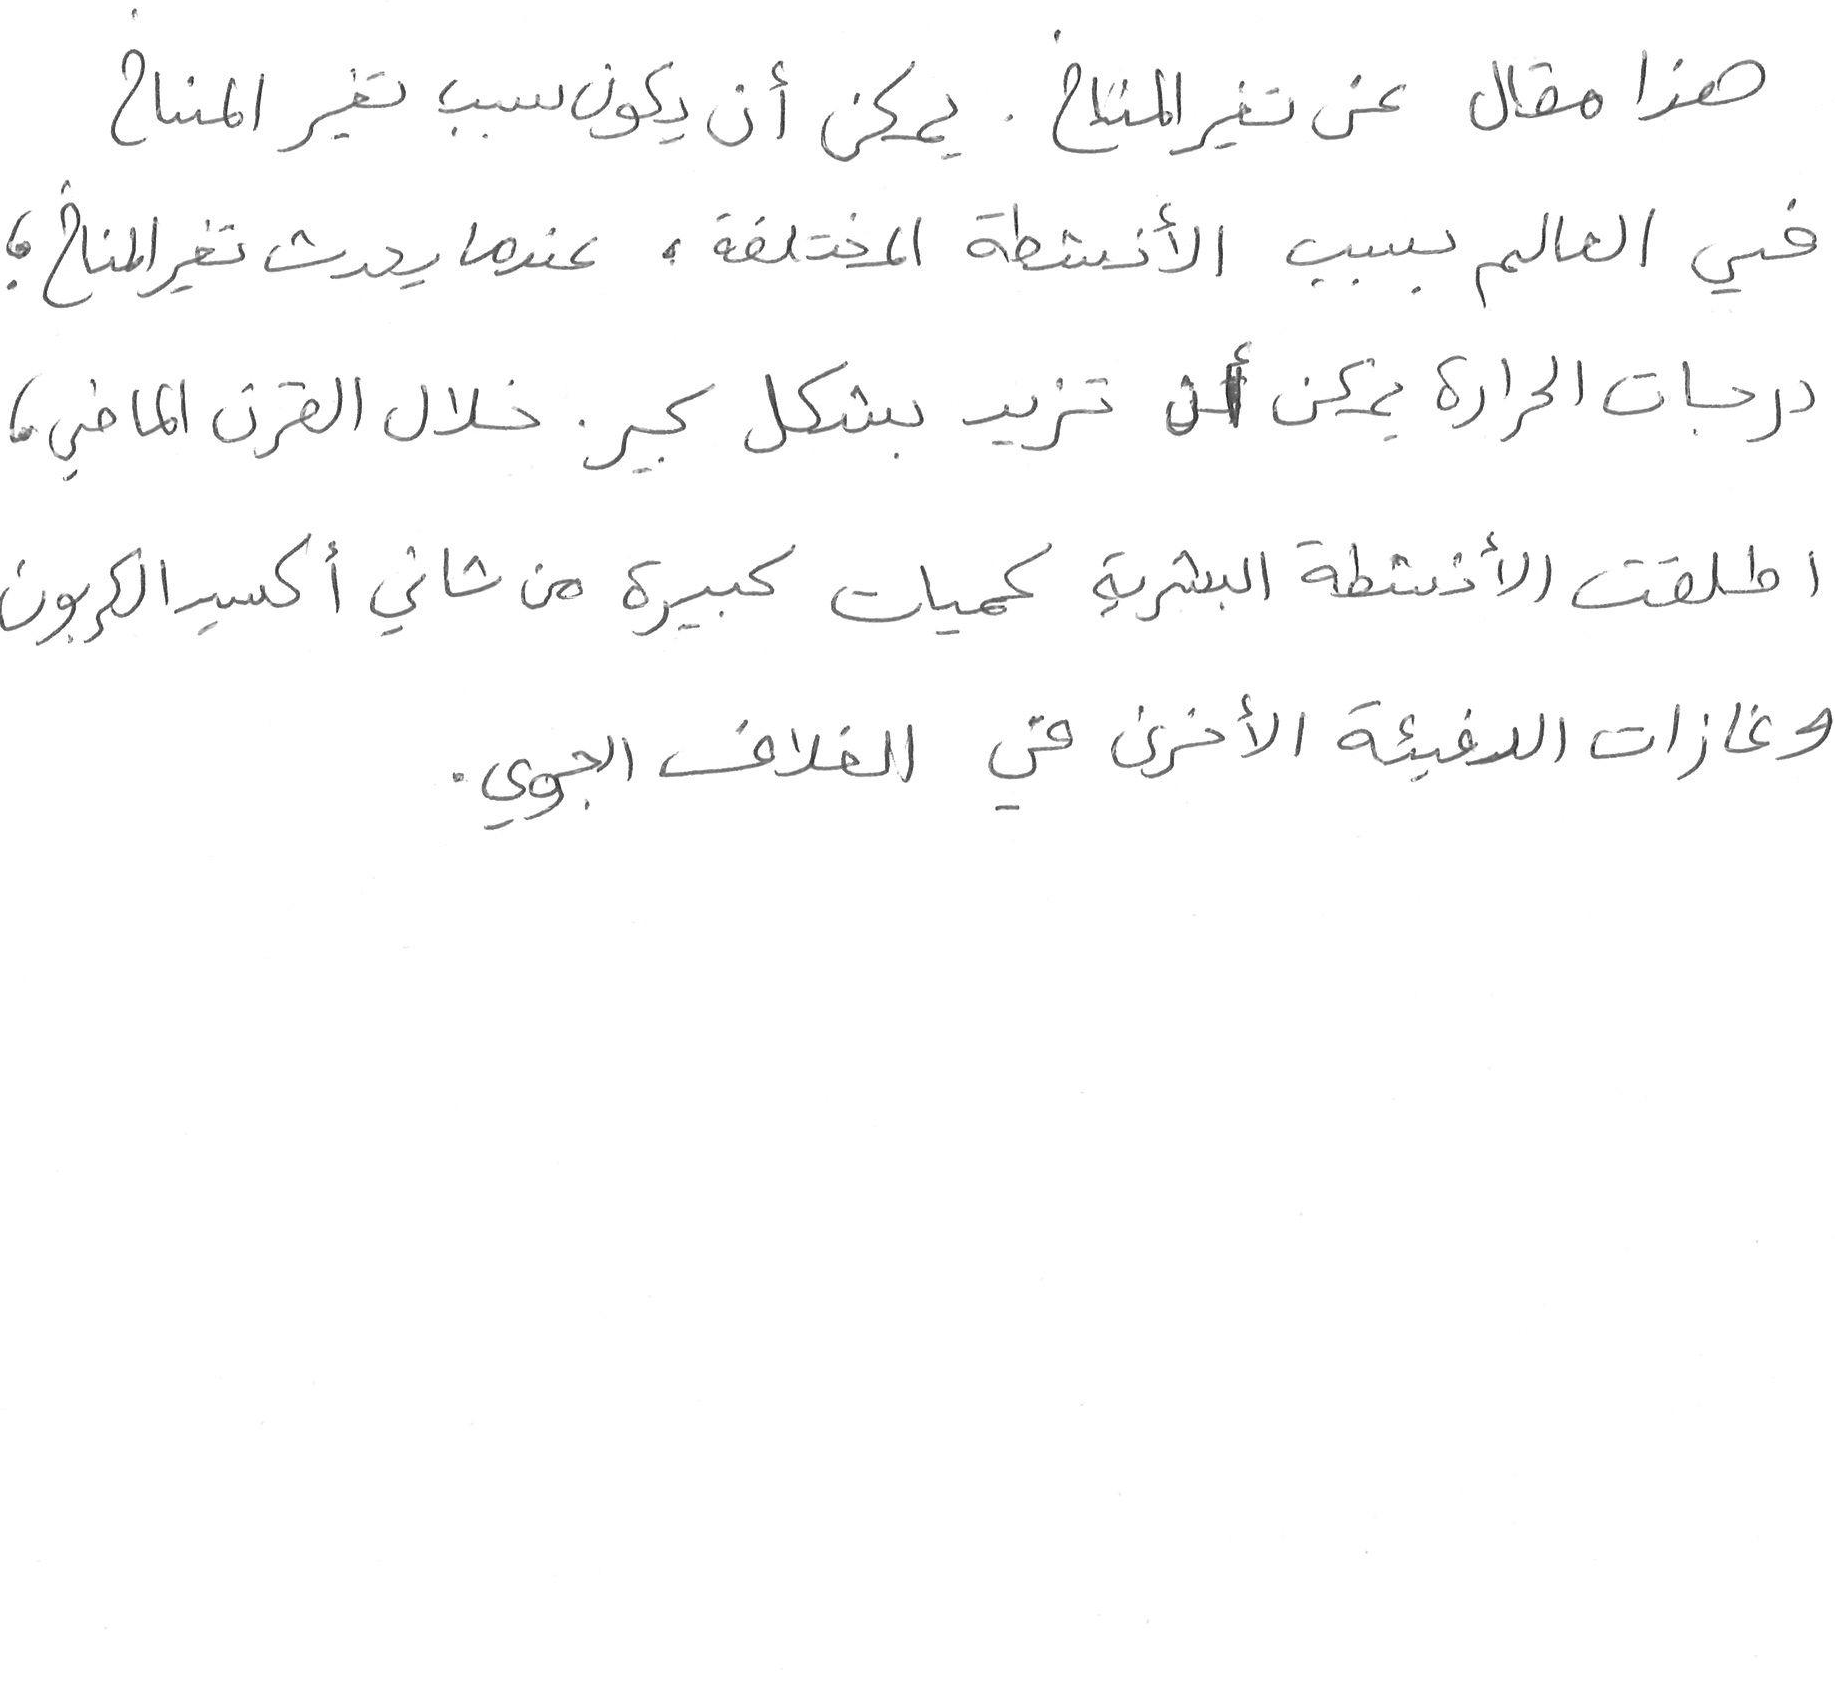 هذا مقال عن تغير المناخ. يمكن أن يكون سبب تغير المناخ
في العالم بسبب الأنشطة المختلفة. عندما يحدث تغير المناخ؛
درجات الحرارة يمكن أن تزيد بشكل كبير. خلال القرن الماضي،
اطلقت الأنشطة البشرية كميات كبيرة من ثاني أكسيد الكربون
وغازات الدفيئة الأخرى في الغلاف الجوي.